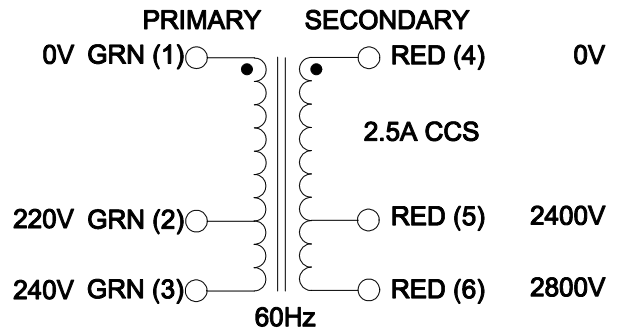 PRIMARY SECONDARY
0V GRN (1) RED (4) 0V
2.5A CCS
220V GRN (2) RED (5) 2400V
240V GRN (3) RED (6) 2800V
60Hz